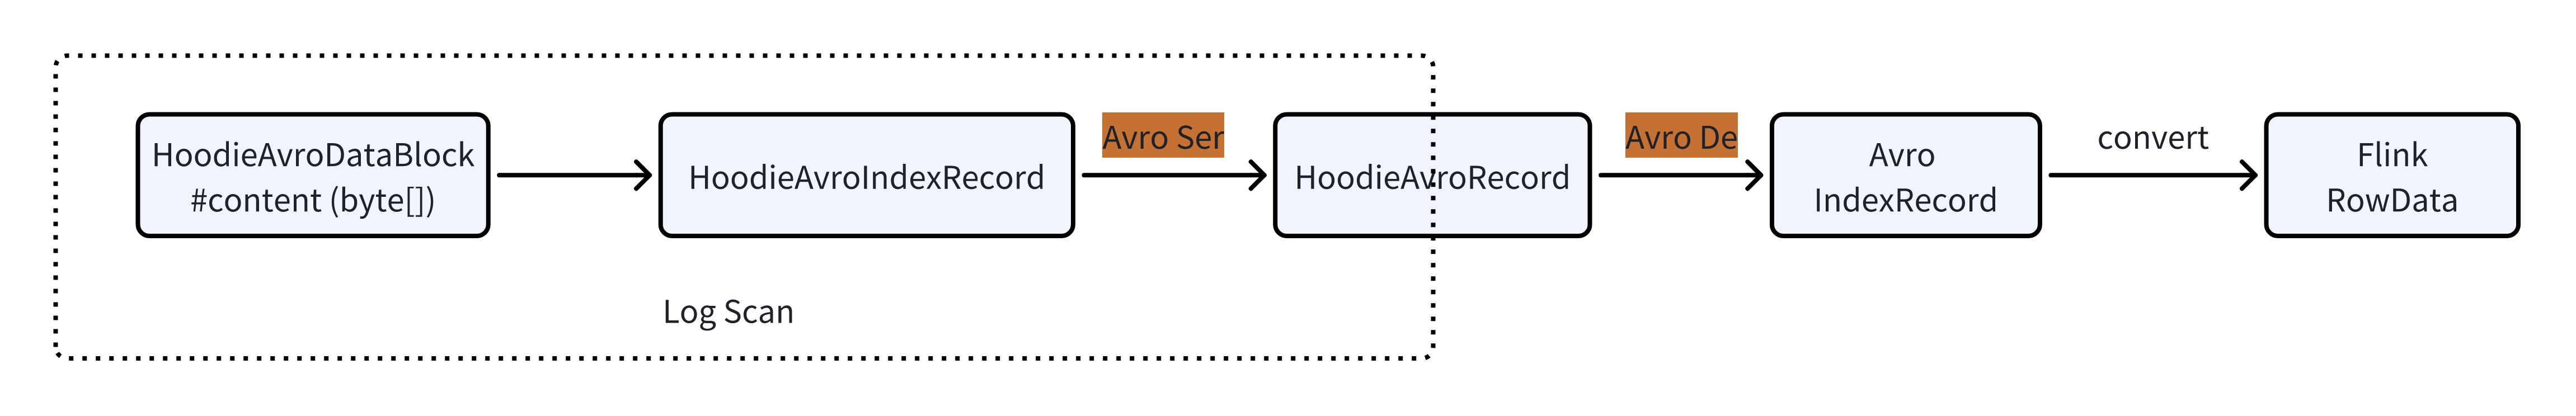 HoodieAvroDataBlock
#content (byte[])
HoodieAvroIndexRecord
Avro Ser
HoodieAvroRecord
Avro De
Avro
IndexRecord
convert
Flink
RowData
Log Scan